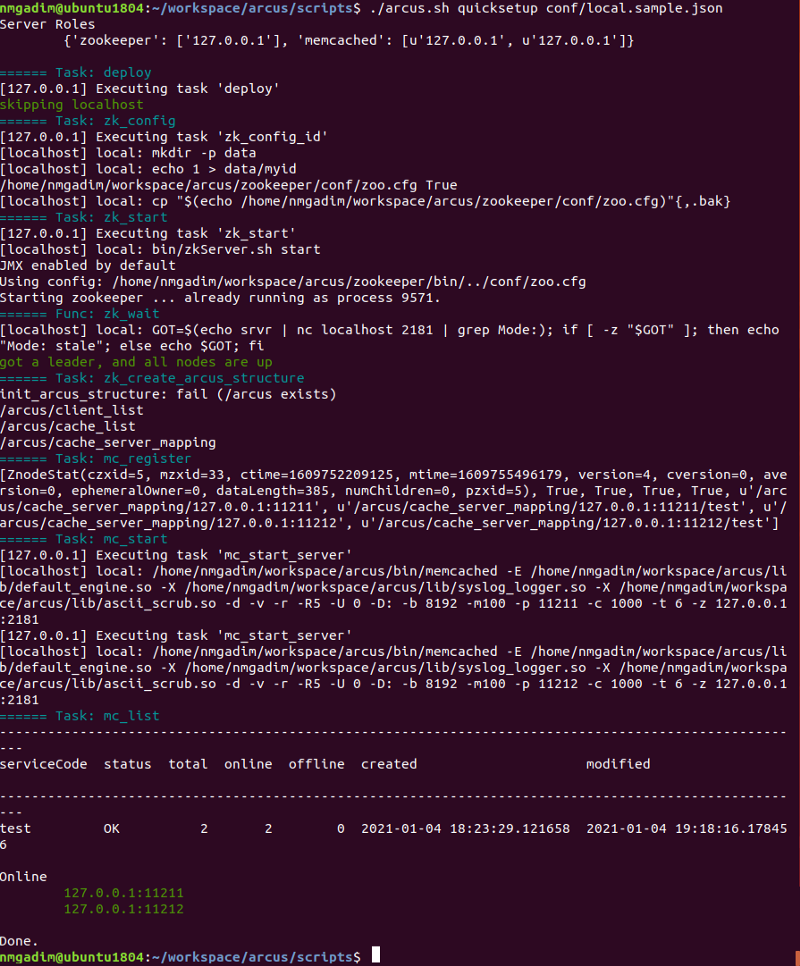 nmgadim@ubuntu1804:~/workspace/arcus/scripts$ ./arcus.sh quicksetup conf/local.sample.json
Server Roles
        {'zookeeper': ['127.0.0.1'], 'memcached': [u'127.0.0.1', u'127.0.0.1']}

====== Task: deploy
[127.0.0.1] Executing task 'deploy'
skipping localhost
====== Task: zk_config
[127.0.0.1] Executing task 'zk_config_id'
[localhost] local: mkdir -p data
[localhost] local: echo 1 > data/myid
/home/nmgadim/workspace/arcus/zookeeper/conf/zoo.cfg True
[localhost] local: cp "$(echo /home/nmgadim/workspace/arcus/zookeeper/conf/zoo.cfg)"{,.bak}
====== Task: zk_start
[127.0.0.1] Executing task 'zk_start'
[localhost] local: bin/zkServer.sh start
JMX enabled by default
Using config: /home/nmgadim/workspace/arcus/zookeeper/bin/../conf/zoo.cfg
Starting zookeeper ... already running as process 9571.
====== Func: zk_wait
[localhost] local: GOT=$(echo srvr | nc localhost 2181 | grep Mode:); if [ -z "$GOT" ]; then echo
"Mode: stale"; else echo $GOT; fi
got a leader, and all nodes are up
====== Task: zk_create_arcus_structure
init_arcus_structure: fail (/arcus exists)
/arcus/client_list
/arcus/cache_list
/arcus/cache_server_mapping
====== Task: mc_register
[ZnodeStat(czxid=5, mzxid=33, ctime=1609752209125, mtime=1609755496179, version=4, cversion=0, ave
rsion=0, ephemeralOwner=0, dataLength=385, numChildren=0, pzxid=5), True, True, True, True, u'/arc
us/cache_server_mapping/127.0.0.1:11211', u'/arcus/cache_server_mapping/127.0.0.1:11211/test', u'/
arcus/cache_server_mapping/127.0.0.1:11212', u'/arcus/cache_server_mapping/127.0.0.1:11212/test']
====== Task: mc_start
[127.0.0.1] Executing task 'mc_start_server'
[localhost] local: /home/nmgadim/workspace/arcus/bin/memcached -E /home/nmgadim/workspace/arcus/li
b/default_engine.so -X /home/nmgadim/workspace/arcus/lib/syslog_logger.so -X /home/nmgadim/workspa
ce/arcus/lib/ascii_scrub.so -d -v -r -R5 -U 0 -D: -b 8192 -m100 -p 11211 -c 1000 -t 6 -z 127.0.0.1
:2181
[127.0.0.1] Executing task 'mc_start_server'
[localhost] local: /home/nmgadim/workspace/arcus/bin/memcached -E /home/nmgadim/workspace/arcus/li
b/default_engine.so -X /home/nmgadim/workspace/arcus/lib/syslog_logger.so -X /home/nmgadim/workspa
ce/arcus/lib/ascii_scrub.so -d -v -r -R5 -U 0 -D: -b 8192 -m100 -p 11212 -c 1000 -t 6 -z 127.0.0.1
:2181
====== Task: mc_list
--------------------------------------------------------------------------------------------------
---
serviceCode  status  total  online  offline  created                     modified

--------------------------------------------------------------------------------------------------
---
test         OK          2       2        0  2021-01-04 18:23:29.121658  2021-01-04 19:18:16.17845
6

Online
        127.0.0.1:11211
        127.0.0.1:11212

Done.
nmgadim@ubuntu1804:~/workspace/arcus/scripts$